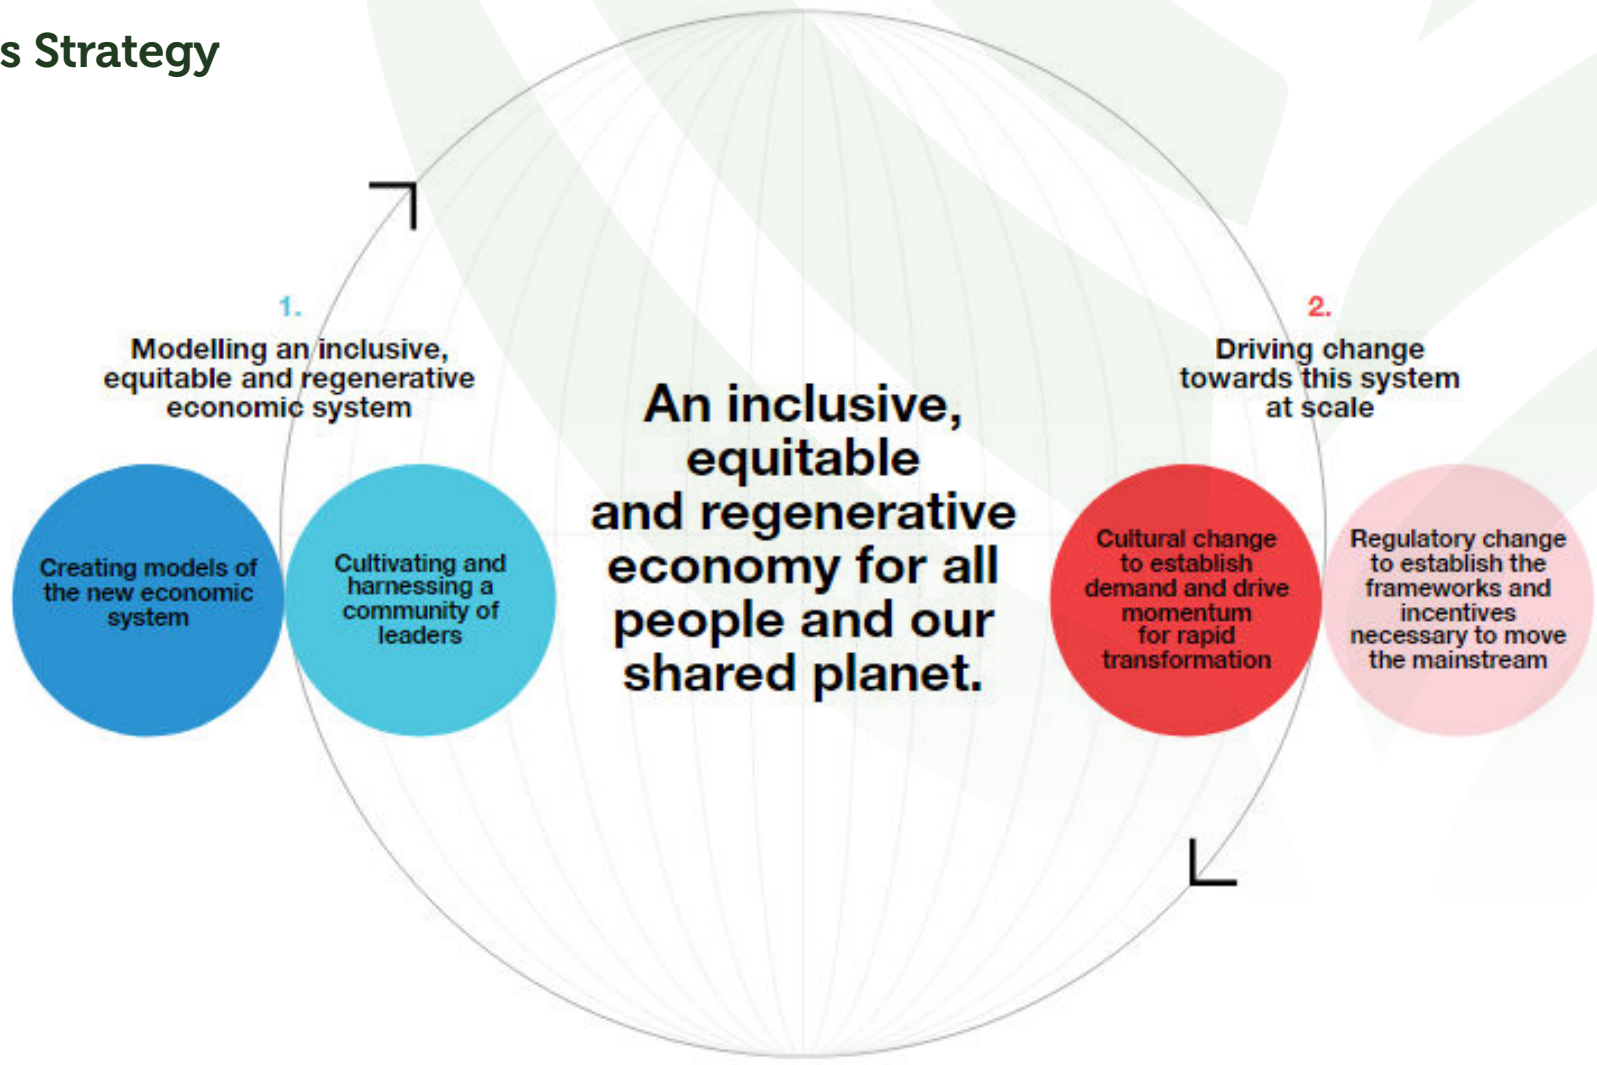 s Strategy
1.
Modelling an inclusive,
equitable and regenerative
economic system
Creating models of
the new economic
system
Cultivating and
harnessing a
community of
leaders
An inclusive,
equitable
and regenerative
economy for all
people and our
shared planet.
2.
Driving change
towards this system
at scale
Cultural change
to establish
demand and drive
momentum
for rapid
transformation
Regulatory change
to establish the
frameworks and
incentives
necessary to move
the mainstream